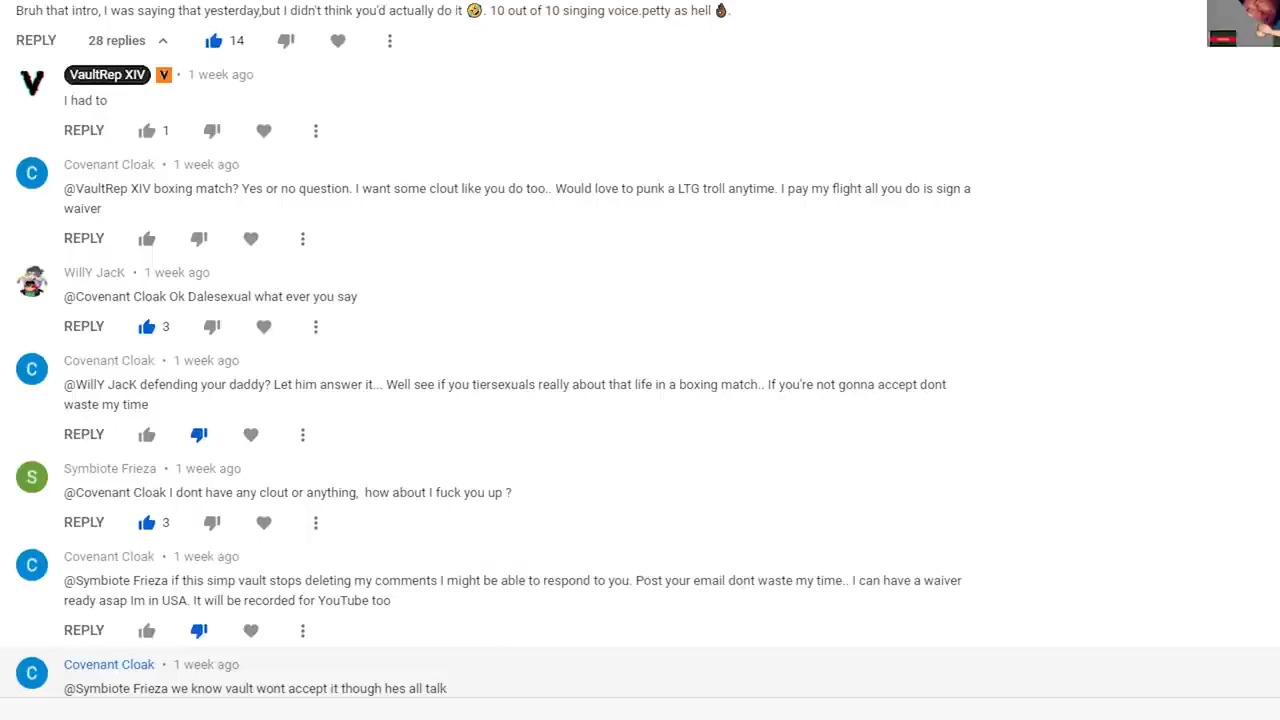 Bruh that intro, I was saying that yesterday,but I didn't think you'd actually do it 🤣. 10 out of 10 singing voice.petty as hell 👌🏿.
REPLY 28 replies 14
VaultRep XIV V • 1 week ago
I had to
REPLY 1
Covenant Cloak • 1 week ago
@VaultRep XIV boxing match? Yes or no question. I want some clout like you do too.. Would love to punk a LTG troll anytime. I pay my flight all you do is sign a
waiver
REPLY
WillY JacK • 1 week ago
@Covenant Cloak Ok Dalesexual what ever you say
REPLY 3
Covenant Cloak • 1 week ago
@WillY JacK defending your daddy? Let him answer it... Well see if you tiersexuals really about that life in a boxing match.. If you're not gonna accept dont
waste my time
REPLY
Symbiote Frieza • 1 week ago
@Covenant Cloak I dont have any clout or anything, how about I fuck you up ?
REPLY 3
Covenant Cloak • 1 week ago
@Symbiote Frieza if this simp vault stops deleting my comments I might be able to respond to you. Post your email dont waste my time.. I can have a waiver
ready asap Im in USA. It will be recorded for YouTube too
REPLY
Covenant Cloak • 1 week ago
@Symbiote Frieza we know vault wont accept it though hes all talk